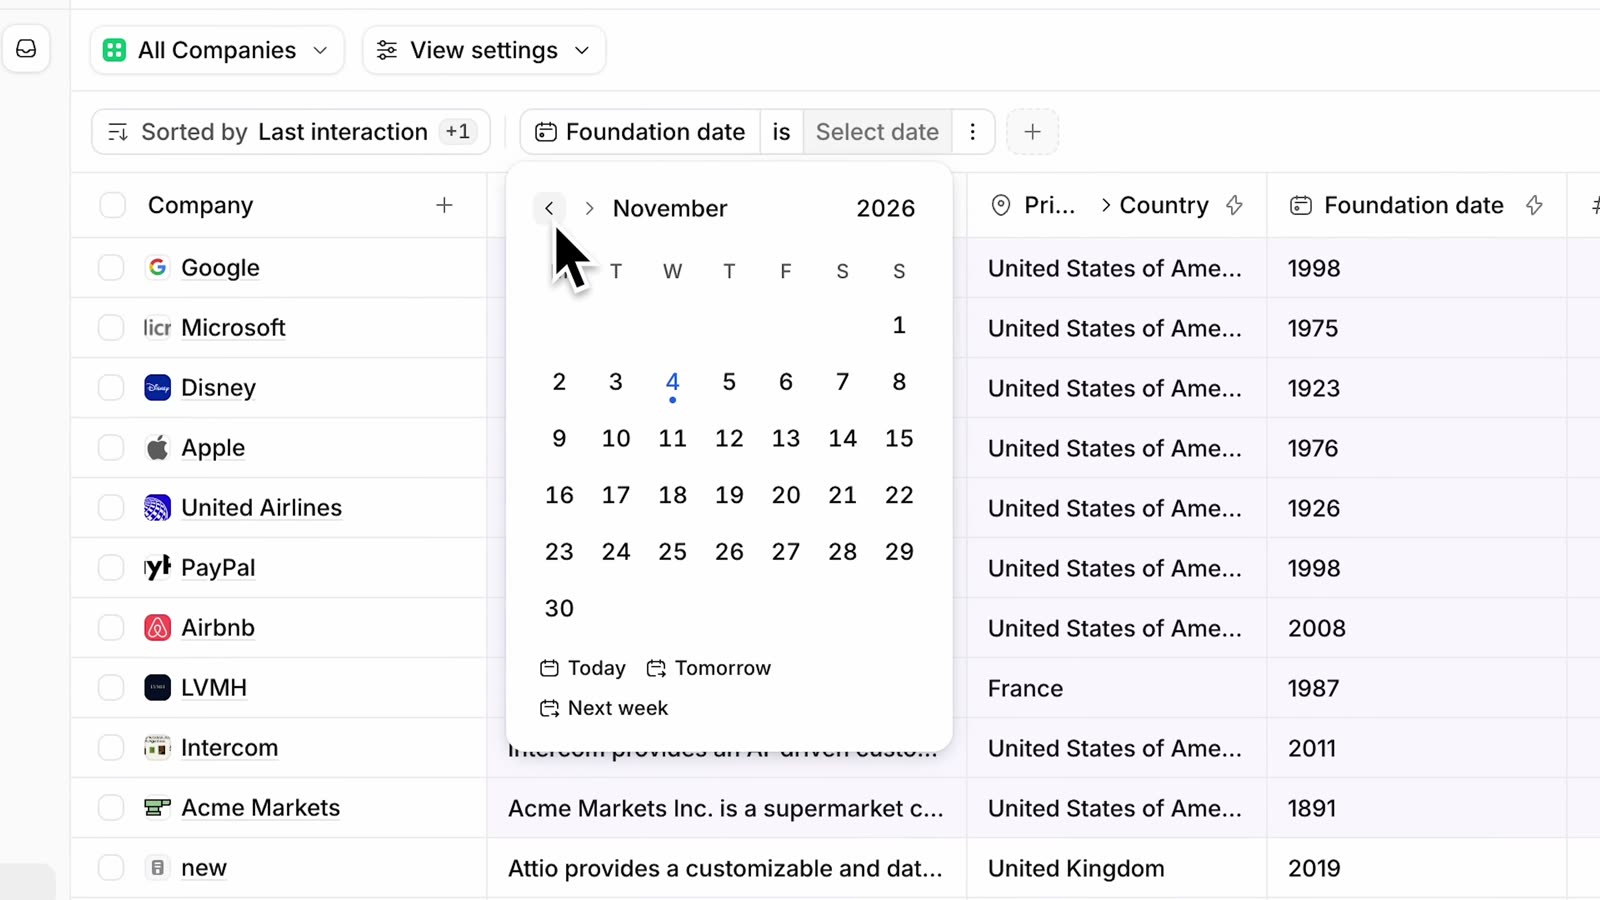 All Companies
View settings
Sorted by Last interaction +1
Foundation date is Select date
Company
Pri... > Country
Foundation date
November 2026
T W T F S S
1
2 3 4 5 6 7 8
9 10 11 12 13 14 15
16 17 18 19 20 21 22
23 24 25 26 27 28 29
30
Today Tomorrow
Next week
Google United States of Ame... 1998
Microsoft United States of Ame... 1975
Disney United States of Ame... 1923
Apple United States of Ame... 1976
United Airlines United States of Ame... 1926
PayPal United States of Ame... 1998
Airbnb United States of Ame... 2008
LVMH France 1987
Intercom Intercom provides an AI-driven custo... United States of Ame... 2011
Acme Markets Acme Markets Inc. is a supermarket c... United States of Ame... 1891
new Attio provides a customizable and dat... United Kingdom 2019